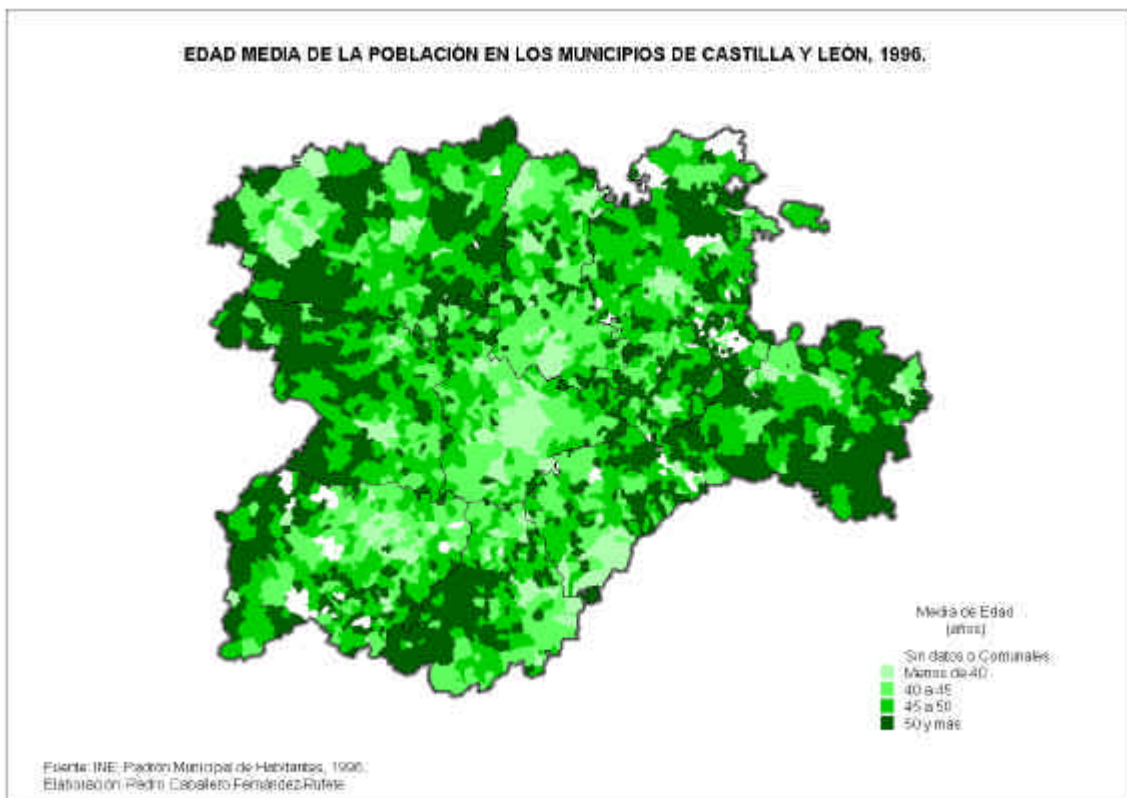 EDAD MEDIA DE LA POBLACIÓN EN LOS MUNICIPIOS DE CASTILLA Y LEÓN, 1996.
Media de Edad
(años)
Sin datos o Comunales
Menos de 40
40 a 45
45 a 50
50 y más
Fuente: INE, Padrón Municipal de Habitantes, 1996.
Elaboración: Pedro Caballero Fernández-Rufete